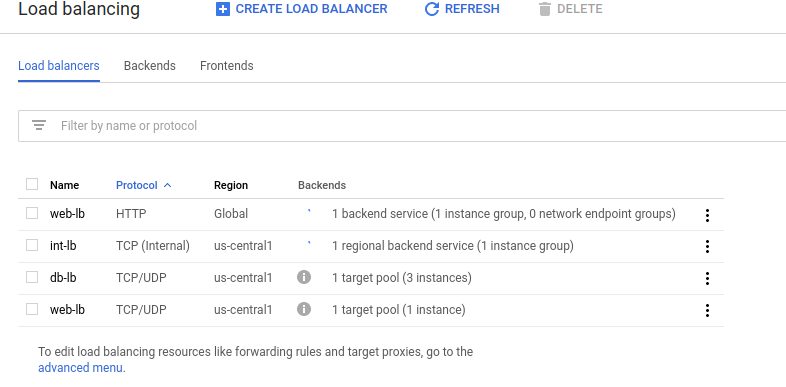 Load balancing CREATE LOAD BALANCER REFRESH DELETE
Load balancers Backends Frontends
Filter by name or protocol
Name Protocol Region Backends
web-lb HTTP Global 1 backend service (1 instance group, 0 network endpoint groups)
int-lb TCP (Internal) us-central1 1 regional backend service (1 instance group)
db-lb TCP/UDP us-central1 1 target pool (3 instances)
web-lb TCP/UDP us-central1 1 target pool (1 instance)
To edit load balancing resources like forwarding rules and target proxies, go to the
advanced menu.